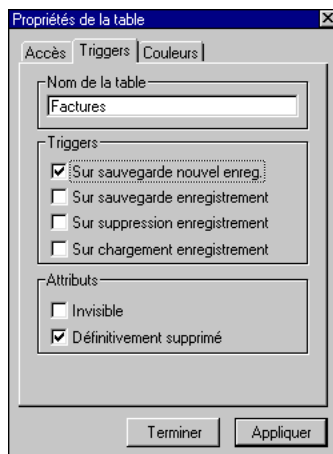 Propriétés de la table
Accès Triggers Couleurs
Nom de la table
Factures
Triggers
Sur sauvegarde nouvel enreg.
Sur sauvegarde enregistrement
Sur suppression enregistrement
Sur chargement enregistrement
Attributs
Invisible
Définitivement supprimé
Terminer Appliquer